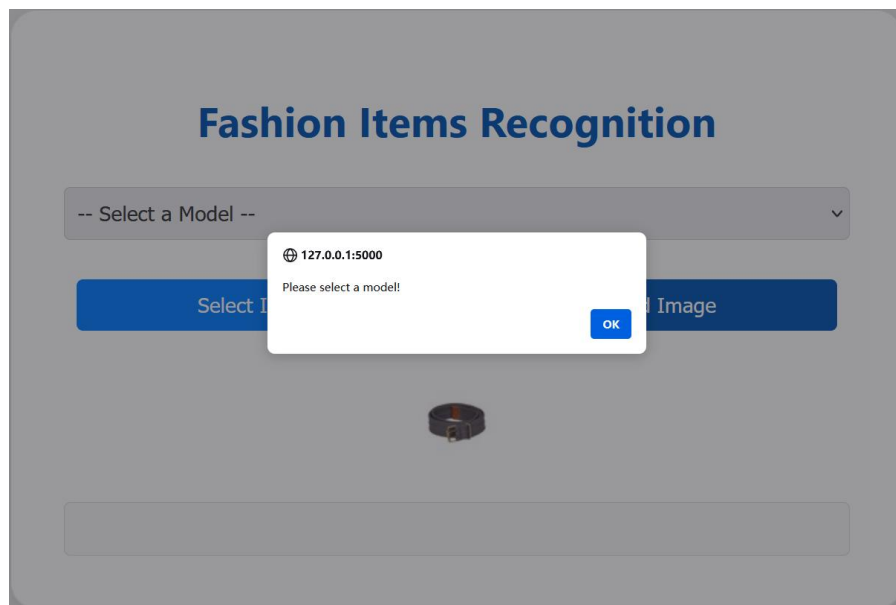 Fashion Items Recognition
-- Select a Model --
127.0.0.1:5000
Please select a model!
OK
Select
Image